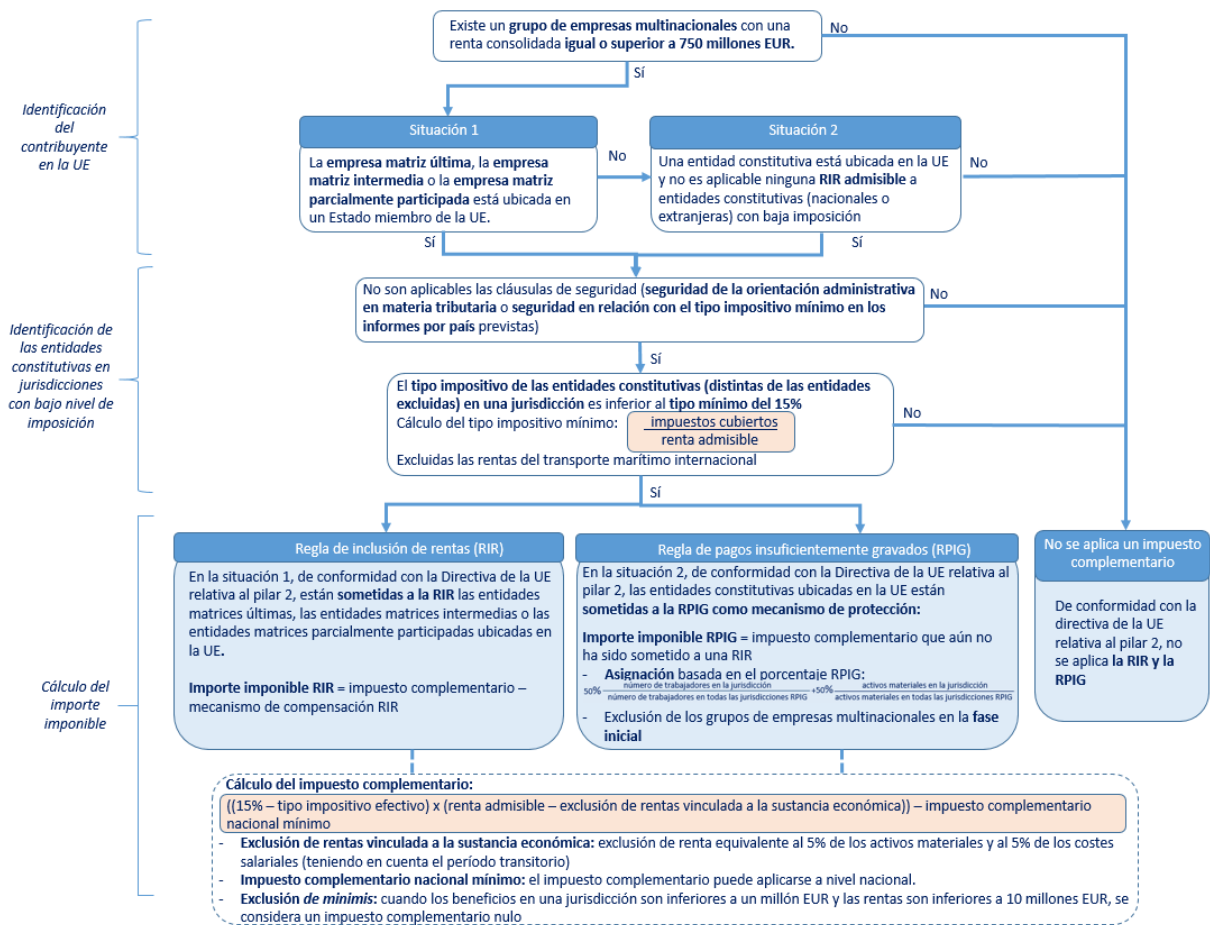 Existe un grupo de empresas multinacionales con una
renta consolidada igual o superior a 750 millones EUR.
No
Sí
Identificación
del
contribuyente
en la UE
Situación 1
La empresa matriz última, la empresa
matriz intermedia o la empresa matriz
parcialmente participada está ubicada en
un Estado miembro de la UE.
No
Situación 2
Una entidad constitutiva está ubicada en la UE
y no es aplicable ninguna RIR admisible a
entidades constitutivas (nacionales o
extranjeras) con baja imposición
No
Sí
Sí
Identificación de
las entidades
constitutivas en
jurisdicciones
con bajo nivel de
imposición
No son aplicables las cláusulas de seguridad (seguridad de la orientación administrativa
en materia tributaria o seguridad en relación con el tipo impositivo mínimo en los
informes por país previstas)
No
Sí
El tipo impositivo de las entidades constitutivas (distintas de las entidades
excluidas) en una jurisdicción es inferior al tipo mínimo del 15%
Cálculo del tipo impositivo mínimo:
impuestos cubiertos
renta admisible
Excluidas las rentas del transporte marítimo internacional
No
Sí
Cálculo del
importe
imponible
Regla de inclusión de rentas (RIR)
En la situación 1, de conformidad con la Directiva de la UE
relativa al pilar 2, están sometidas a la RIR las entidades
matrices últimas, las entidades matrices intermedias o las
entidades matrices parcialmente participadas ubicadas en
la UE.
Importe imponible RIR = impuesto complementario –
mecanismo de compensación RIR
Regla de pagos insuficientemente gravados (RPIG)
En la situación 2, de conformidad con la Directiva de la UE relativa al
pilar 2, las entidades constitutivas ubicadas en la UE están
sometidas a la RPIG como mecanismo de protección:
Importe imponible RPIG = impuesto complementario que aún no
ha sido sometido a una RIR
- Asignación basada en el porcentaje RPIG:
50% número de trabajadores en la jurisdicción / número de trabajadores en todas las jurisdicciones RPIG +50% activos materiales en la jurisdicción / activos materiales en todas las jurisdicciones RPIG
- Exclusión de los grupos de empresas multinacionales en la fase
inicial
No se aplica un impuesto
complementario
De conformidad con la
directiva de la UE
relativa al pilar 2, no
se aplica la RIR y la
RPIG
Cálculo del impuesto complementario:
((15% – tipo impositivo efectivo) x (renta admisible – exclusión de rentas vinculada a la sustancia económica)) – impuesto complementario
nacional mínimo
- Exclusión de rentas vinculada a la sustancia económica: exclusión de renta equivalente al 5% de los activos materiales y al 5% de los costes
salariales (teniendo en cuenta el período transitorio)
- Impuesto complementario nacional mínimo: el impuesto complementario puede aplicarse a nivel nacional.
- Exclusión de minimis: cuando los beneficios en una jurisdicción son inferiores a un millón EUR y las rentas son inferiores a 10 millones EUR, se
considera un impuesto complementario nulo